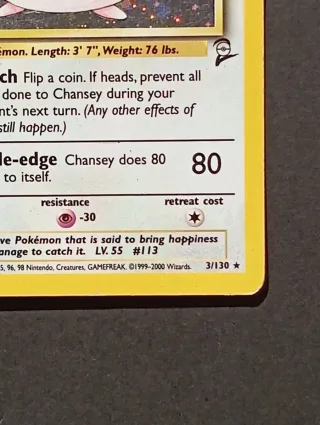 émon. Length: 3' 7", Weight: 76 lbs.
ch Flip a coin. If heads, prevent all
done to Chansey during your
nt's next turn. (Any other effects of
still happen.)
le-edge Chansey does 80
to itself.
80
resistance
retreat cost
-30
ve Pokémon that is said to bring happiness
anage to catch it. LV. 55 #113
5, 96, 98 Nintendo, Creatures, GAMEFREAK. ©1999-2000 Wizards. 3/130 ★